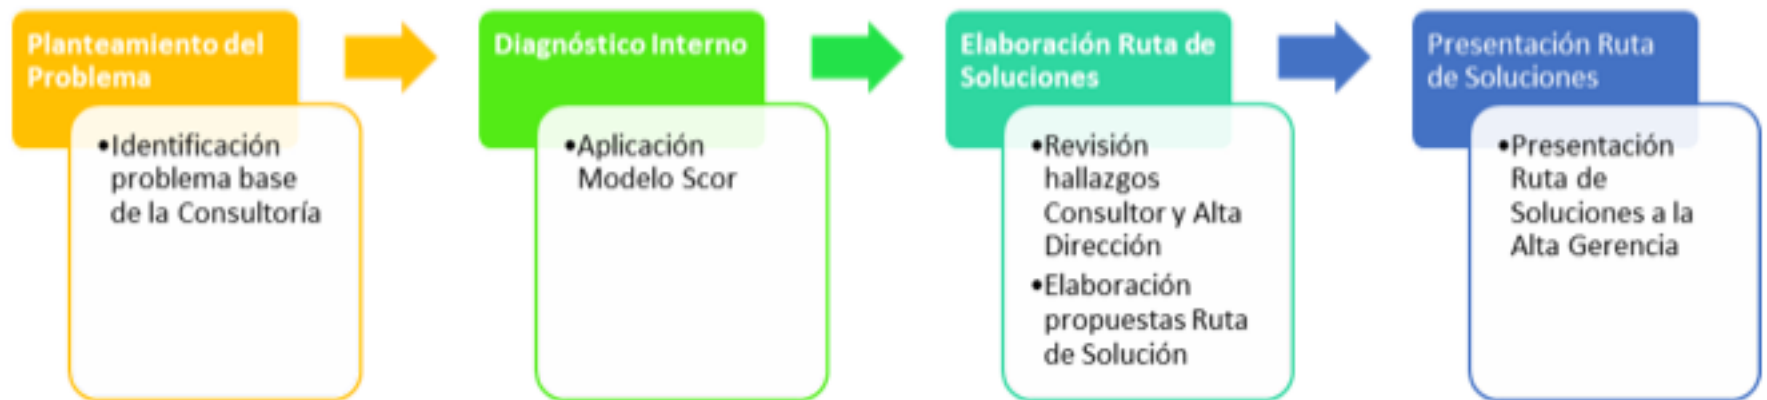 Planteamiento del
Problema
•Identificación
problema base
de la Consultoría
Diagnóstico Interno
•Aplicación
Modelo Scor
Elaboración Ruta de
Soluciones
•Revisión
hallazgos
Consultor y Alta
Dirección
•Elaboración
propuestas Ruta
de Solución
Presentación Ruta
de Soluciones
•Presentación
Ruta de
Soluciones a la
Alta Gerencia